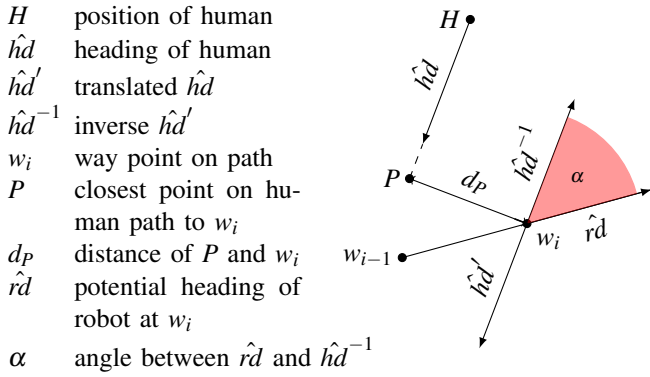 H position of human
ĥd heading of human
ĥd′ translated ĥd
ĥd⁻¹ inverse ĥd′
wᵢ way point on path
P closest point on hu-
man path to wᵢ
d_P distance of P and wᵢ
r̂d potential heading of
robot at wᵢ
α angle between r̂d and ĥd⁻¹
H
ĥd
ĥd⁻¹
P
d_P
α
wᵢ
r̂d
wᵢ₋₁
ĥd′